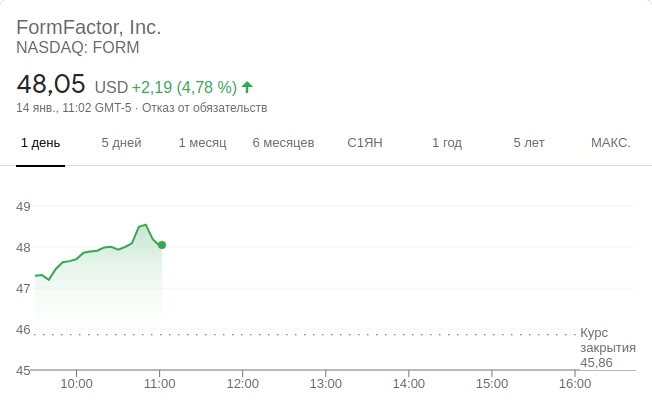 FormFactor, Inc.
NASDAQ: FORM
48,05 USD +2,19 (4,78 %)
14 янв., 11:02 GMT-5 · Отказ от обязательств
1 день 5 дней 1 месяц 6 месяцев С1ЯН 1 год 5 лет МАКС.
49
48
47
46
Курс
закрытия
45,86
45
10:00 11:00 12:00 13:00 14:00 15:00 16:00